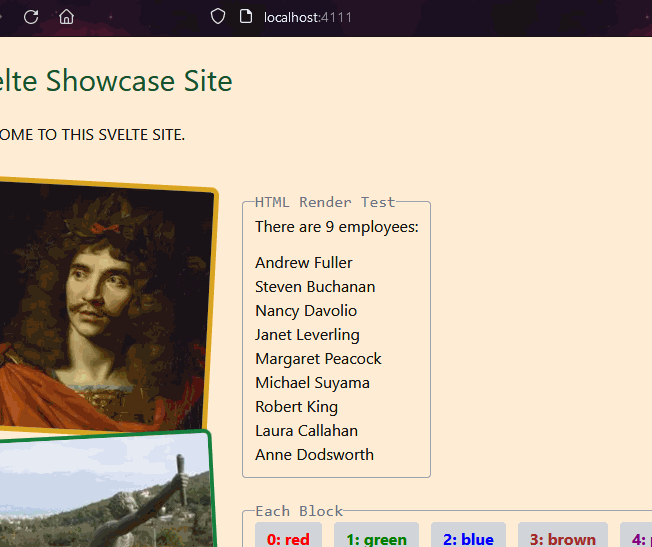 localhost:4111
elte Showcase Site
OME TO THIS SVELTE SITE.
HTML Render Test
There are 9 employees:
Andrew Fuller
Steven Buchanan
Nancy Davolio
Janet Leverling
Margaret Peacock
Michael Suyama
Robert King
Laura Callahan
Anne Dodsworth
Each Block
0: red 1: green 2: blue 3: brown 4: